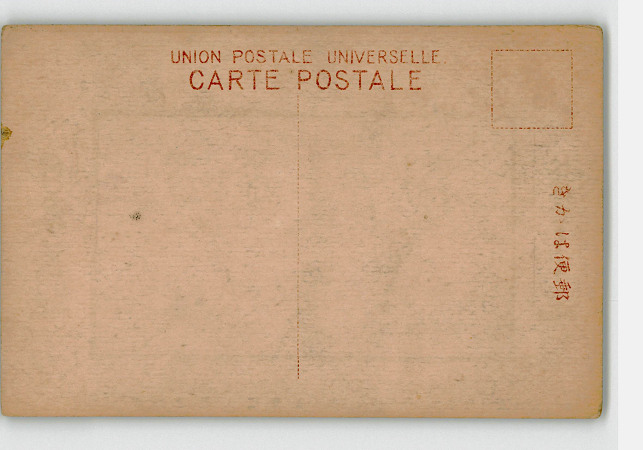 UNION POSTALE UNIVERSELLE.
CARTE POSTALE
郵便はかき